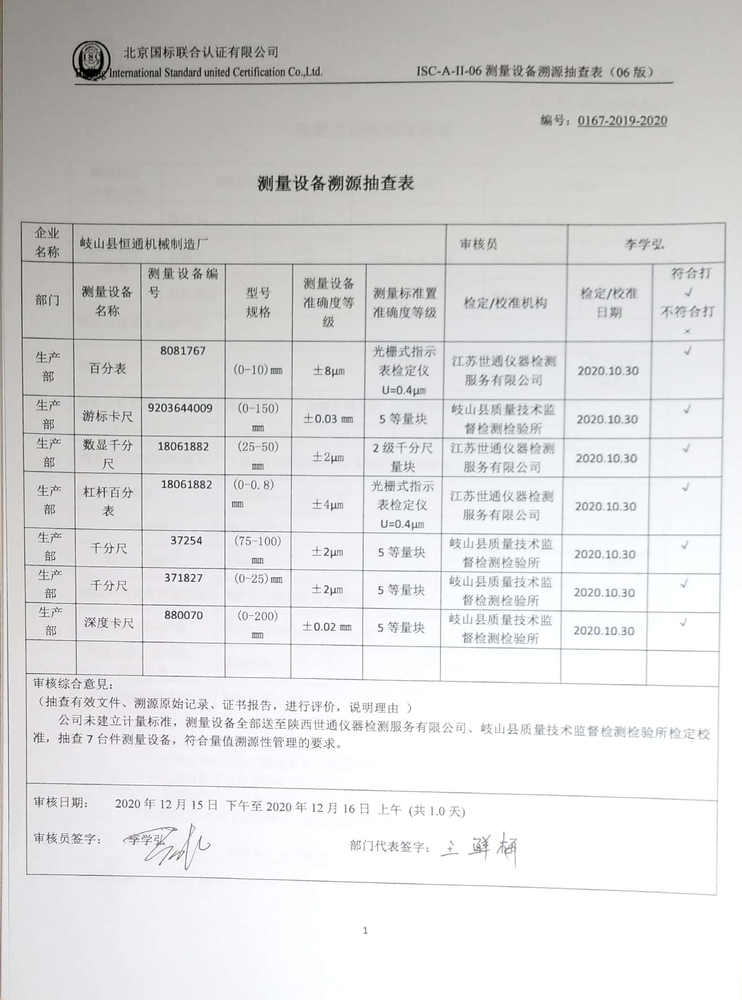 北京国标联合认证有限公司
Beijing International Standard united Certification Co.,Ltd.
ISC-A-II-06 测量设备溯源抽查表（06 版）
编号：0167-2019-2020
测量设备溯源抽查表
企业
名称
岐山县恒通机械制造厂
审核员
李学弘
部门
测量设备
名称
测量设备编
号
型号
规格
测量设备
准确度等
级
测量标准置
准确度等级
检定/校准机构
检定/校准
日期
符合打
√
不符合打
×
生产
部
百分表
8081767
(0-10)mm
±8μm
光栅式指示
表检定仪
U=0.4μm
江苏世通仪器检测
服务有限公司
2020.10.30
√
生产
部
游标卡尺
9203644009
(0-150)
mm
±0.03 mm
5 等量块
岐山县质量技术监
督检测检验所
2020.10.30
√
生产
部
数显千分
尺
18061882
(25-50)
mm
±2μm
2 级千分尺
量块
江苏世通仪器检测
服务有限公司
2020.10.30
√
生产
部
杠杆百分
表
18061882
(0-0.8)
mm
±4μm
光栅式指示
表检定仪
U=0.4μm
江苏世通仪器检测
服务有限公司
2020.10.30
√
生产
部
千分尺
37254
(75-100)
mm
±2μm
5 等量块
岐山县质量技术监
督检测检验所
2020.10.30
√
生产
部
千分尺
371827
(0-25)mm
±2μm
5 等量块
岐山县质量技术监
督检测检验所
2020.10.30
√
生产
部
深度卡尺
880070
(0-200)
mm
±0.02 mm
5 等量块
岐山县质量技术监
督检测检验所
2020.10.30
√
审核综合意见：
（抽查有效文件、溯源原始记录、证书报告，进行评价，说明理由 ）
公司未建立计量标准，测量设备全部送至陕西世通仪器检测服务有限公司、岐山县质量技术监督检测检验所检定校
准，抽查 7 台件测量设备，符合量值溯源性管理的要求。
审核日期： 2020 年 12 月 15 日 下午至 2020 年 12 月 16 日 上午 (共 1.0 天)
审核员签字： 李学弘
部门代表签字：王鲜梅
1